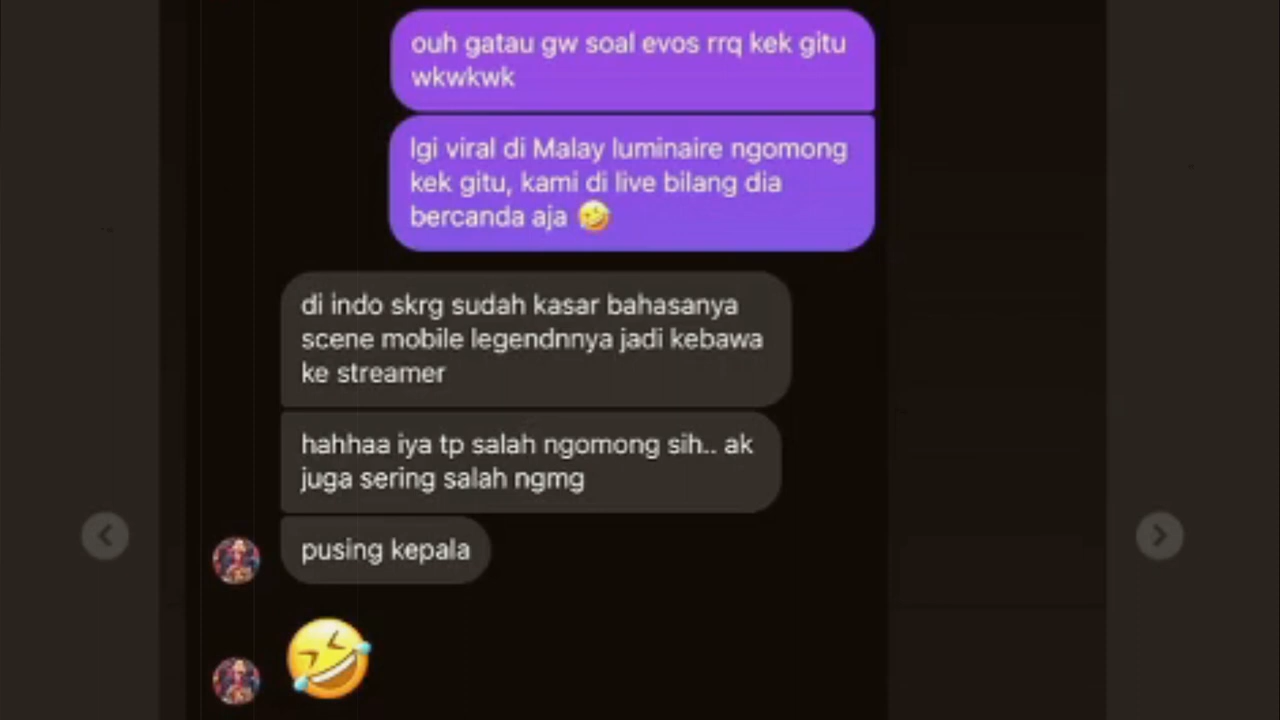 ouh gatau gw soal evos rrq kek gitu
wkwkwk
lgi viral di Malay luminaire ngomong
kek gitu, kami di live bilang dia
bercanda aja 🤣
di indo skrg sudah kasar bahasanya
scene mobile legendnnya jadi kebawa
ke streamer
hahhaa iya tp salah ngomong sih.. ak
juga sering salah ngmg
pusing kepala
🤣